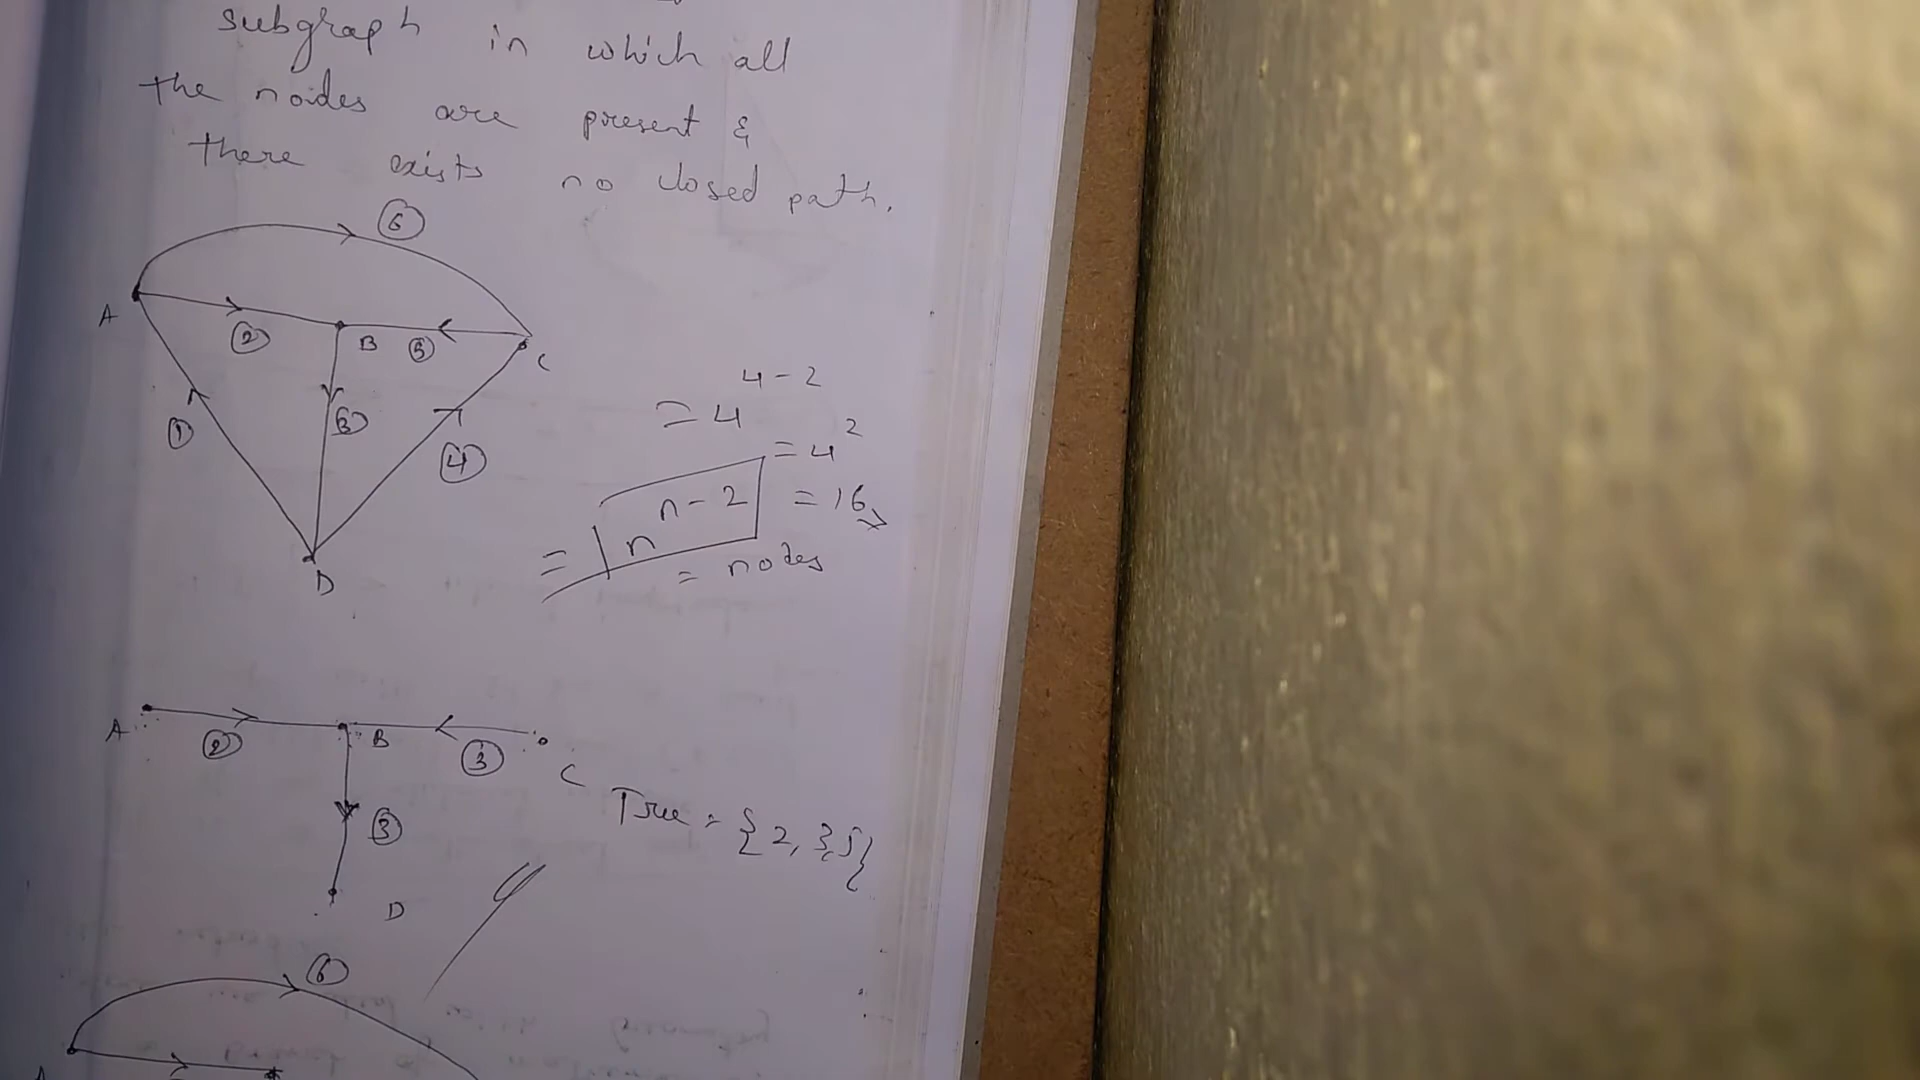 subgraph in which all
the nodes are present &
there exists no closed path.
6
A
2
B
5
C
1
3
4
D
= 4^4-2
= 4^2
= n^n-2 = 16
= nodes
A
2
B
3
C
3
D
Tree = {2, 3, 5}
6
A